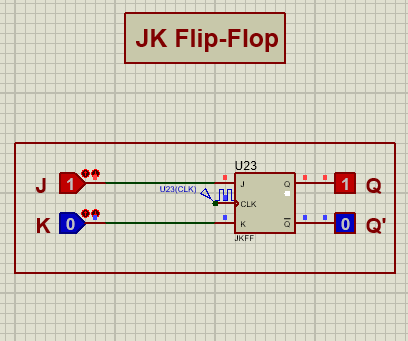 JK Flip-Flop
U23
J 1 J Q 1 Q
U23(CLK) CLK
K 0 K Q 0 Q'
JKFF